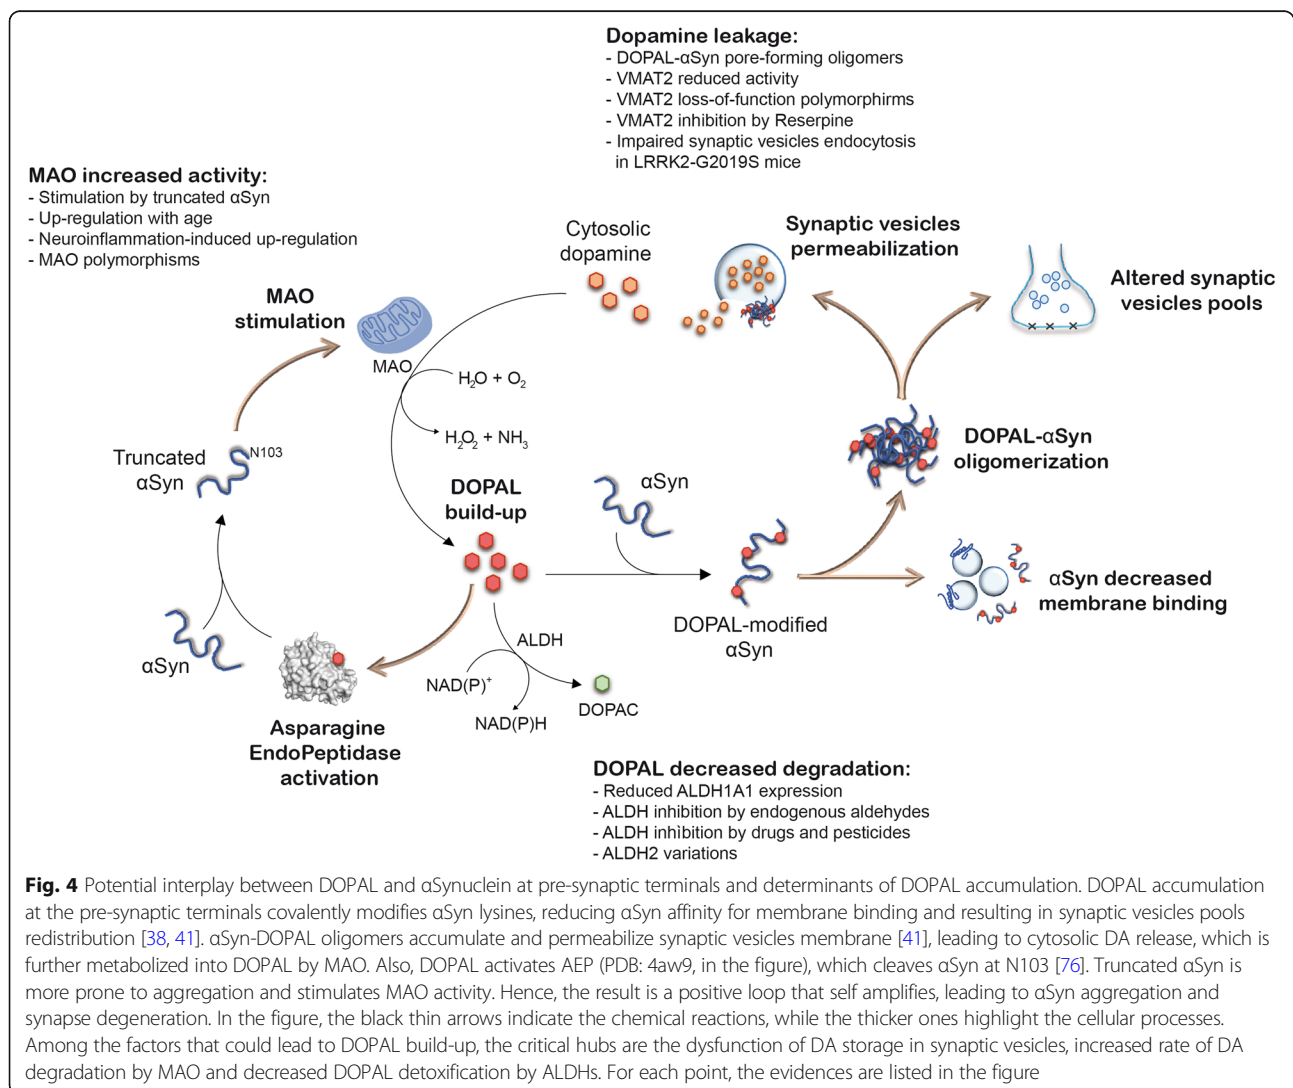 Dopamine leakage:
- DOPAL-αSyn pore-forming oligomers
- VMAT2 reduced activity
- VMAT2 loss-of-function polymorphirms
- VMAT2 inhibition by Reserpine
- Impaired synaptic vesicles endocytosis
in LRRK2-G2019S mice
MAO increased activity:
- Stimulation by truncated αSyn
- Up-regulation with age
- Neuroinflammation-induced up-regulation
- MAO polymorphisms
Cytosolic
dopamine
Synaptic vesicles
permeabilization
Altered synaptic
vesicles pools
MAO
stimulation
MAO
H₂O + O₂
H₂O₂ + NH₃
Truncated
αSyn
N103
DOPAL
build-up
αSyn
DOPAL-αSyn
oligomerization
αSyn decreased
membrane binding
DOPAL-modified
αSyn
αSyn
ALDH
NAD(P)⁺
NAD(P)H
DOPAC
Asparagine
EndoPeptidase
activation
DOPAL decreased degradation:
- Reduced ALDH1A1 expression
- ALDH inhibition by endogenous aldehydes
- ALDH inhibition by drugs and pesticides
- ALDH2 variations
Fig. 4 Potential interplay between DOPAL and αSynuclein at pre-synaptic terminals and determinants of DOPAL accumulation. DOPAL accumulation
at the pre-synaptic terminals covalently modifies αSyn lysines, reducing αSyn affinity for membrane binding and resulting in synaptic vesicles pools
redistribution [38, 41]. αSyn-DOPAL oligomers accumulate and permeabilize synaptic vesicles membrane [41], leading to cytosolic DA release, which is
further metabolized into DOPAL by MAO. Also, DOPAL activates AEP (PDB: 4aw9, in the figure), which cleaves αSyn at N103 [76]. Truncated αSyn is
more prone to aggregation and stimulates MAO activity. Hence, the result is a positive loop that self amplifies, leading to αSyn aggregation and
synapse degeneration. In the figure, the black thin arrows indicate the chemical reactions, while the thicker ones highlight the cellular processes.
Among the factors that could lead to DOPAL build-up, the critical hubs are the dysfunction of DA storage in synaptic vesicles, increased rate of DA
degradation by MAO and decreased DOPAL detoxification by ALDHs. For each point, the evidences are listed in the figure